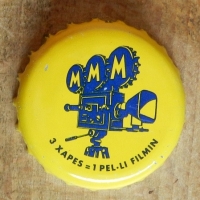 MMM
3 XAPES = 1 PEL·LI FILMIN